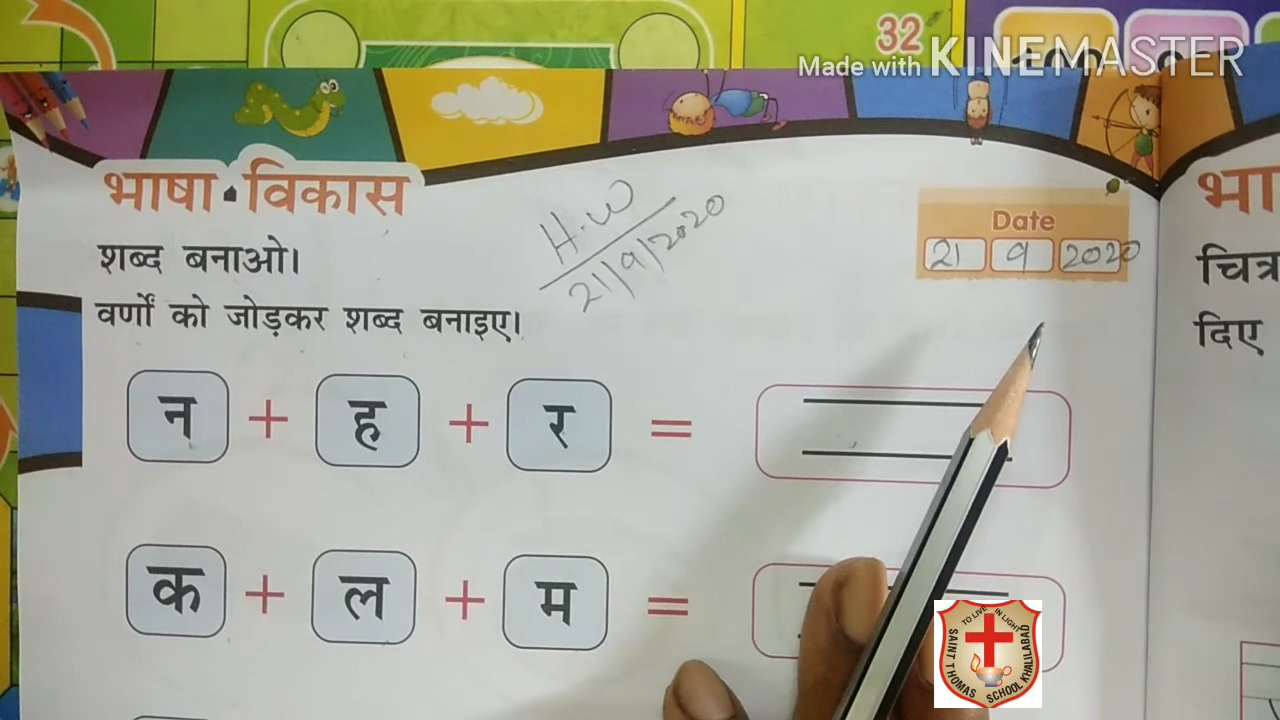 32
Made with KINEMASTER
भाषा विकास
भा
H.W
21/9/2020
Date
21 9 2020
शब्द बनाओ।
चित्र
वर्णों को जोड़कर शब्द बनाइए।
दिए
न + ह + र =
क + ल + म =
TO LIVE IN LIGHT
SAINT THOMAS SCHOOL KHALILABAD